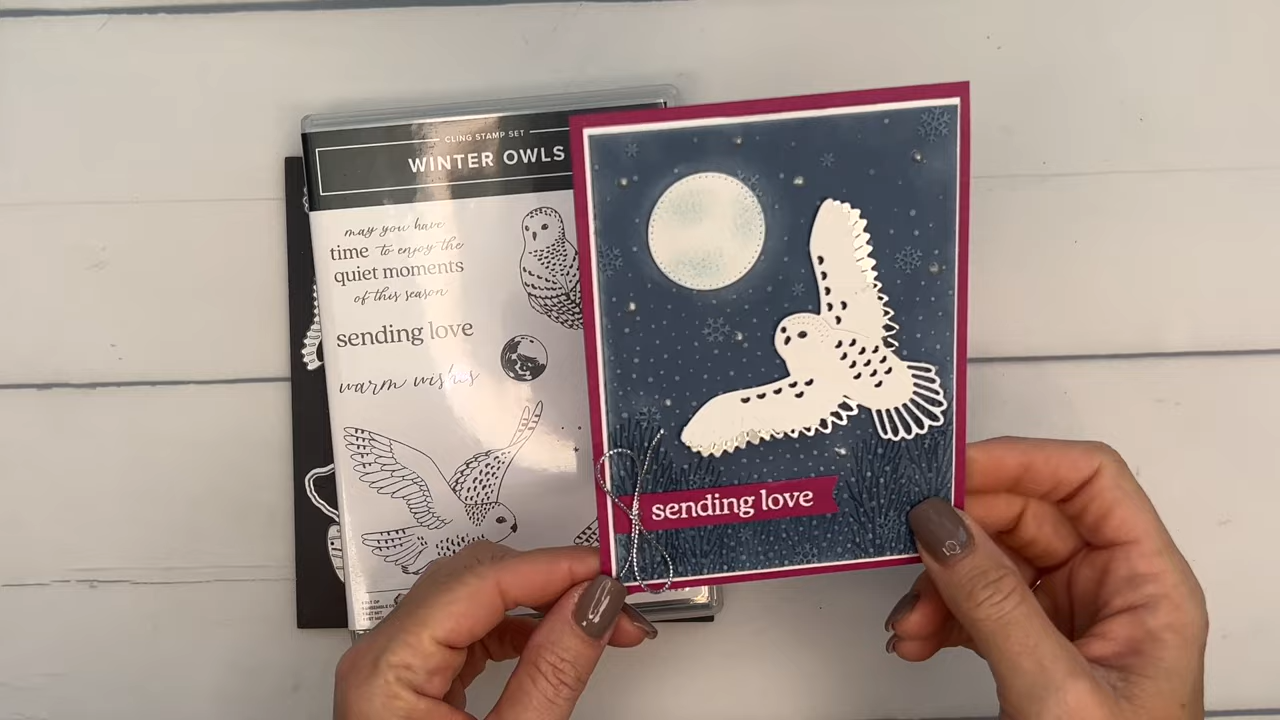 CLING STAMP SET
WINTER OWLS
may you have
time to enjoy the
quiet moments
of this season
sending love
warm wishes
sending love